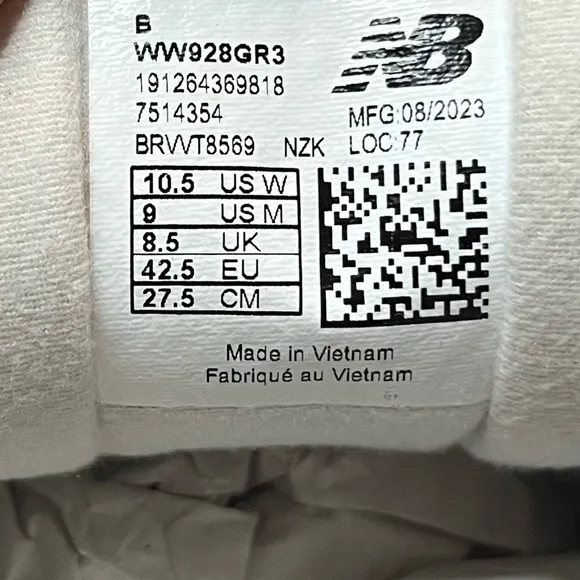 B
WW928GR3
191264369818
7514354
MFG:08/2023
BRVVT8569 NZK LOC:77
10.5 US W
9 US M
8.5 UK
42.5 EU
27.5 CM
Made in Vietnam
Fabriqué au Vietnam